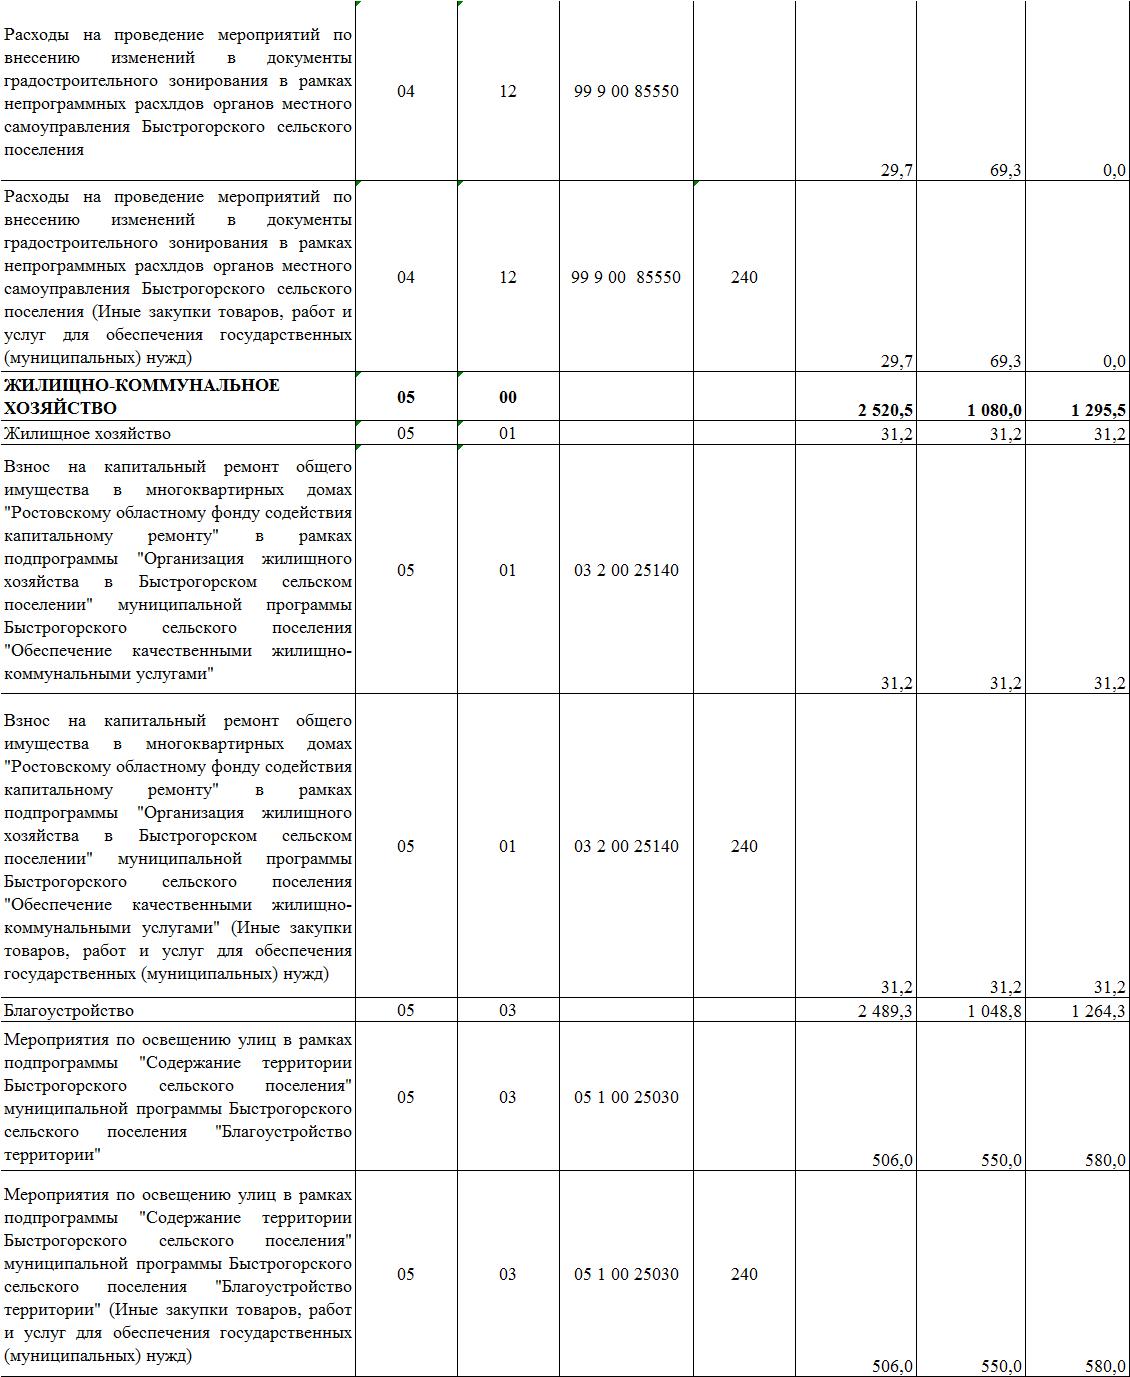 Расходы на проведение мероприятий по
внесению изменений в документы
градостроительного зонирования в рамках
непрограммных расхлдов органов местного
самоуправления Быстрогорского сельского
поселения
04 12 99 9 00 85550
29,7 69,3 0,0
Расходы на проведение мероприятий по
внесению изменений в документы
градостроительного зонирования в рамках
непрограммных расхлдов органов местного
самоуправления Быстрогорского сельского
поселения (Иные закупки товаров, работ и
услуг для обеспечения государственных
(муниципальных) нужд)
04 12 99 9 00 85550 240
29,7 69,3 0,0
ЖИЛИЩНО-КОММУНАЛЬНОЕ
ХОЗЯЙСТВО
05 00
2 520,5 1 080,0 1 295,5
Жилищное хозяйство 05 01 31,2 31,2 31,2
Взнос на капитальный ремонт общего
имущества в многоквартирных домах
"Ростовскому областному фонду содействия
капитальному ремонту" в рамках
подпрограммы "Организация жилищного
хозяйства в Быстрогорском сельском
поселении" муниципальной программы
Быстрогорского сельского поселения
"Обеспечение качественными жилищно-
коммунальными услугами"
05 01 03 2 00 25140
31,2 31,2 31,2
Взнос на капитальный ремонт общего
имущества в многоквартирных домах
"Ростовскому областному фонду содействия
капитальному ремонту" в рамках
подпрограммы "Организация жилищного
хозяйства в Быстрогорском сельском
поселении" муниципальной программы
Быстрогорского сельского поселения
"Обеспечение качественными жилищно-
коммунальными услугами" (Иные закупки
товаров, работ и услуг для обеспечения
государственных (муниципальных) нужд)
05 01 03 2 00 25140 240
31,2 31,2 31,2
Благоустройство 05 03 2 489,3 1 048,8 1 264,3
Мероприятия по освещению улиц в рамках
подпрограммы "Содержание территории
Быстрогорского сельского поселения"
муниципальной программы Быстрогорского
сельского поселения "Благоустройство
территории"
05 03 05 1 00 25030
506,0 550,0 580,0
Мероприятия по освещению улиц в рамках
подпрограммы "Содержание территории
Быстрогорского сельского поселения"
муниципальной программы Быстрогорского
сельского поселения "Благоустройство
территории" (Иные закупки товаров, работ
и услуг для обеспечения государственных
(муниципальных) нужд)
05 03 05 1 00 25030 240
506,0 550,0 580,0